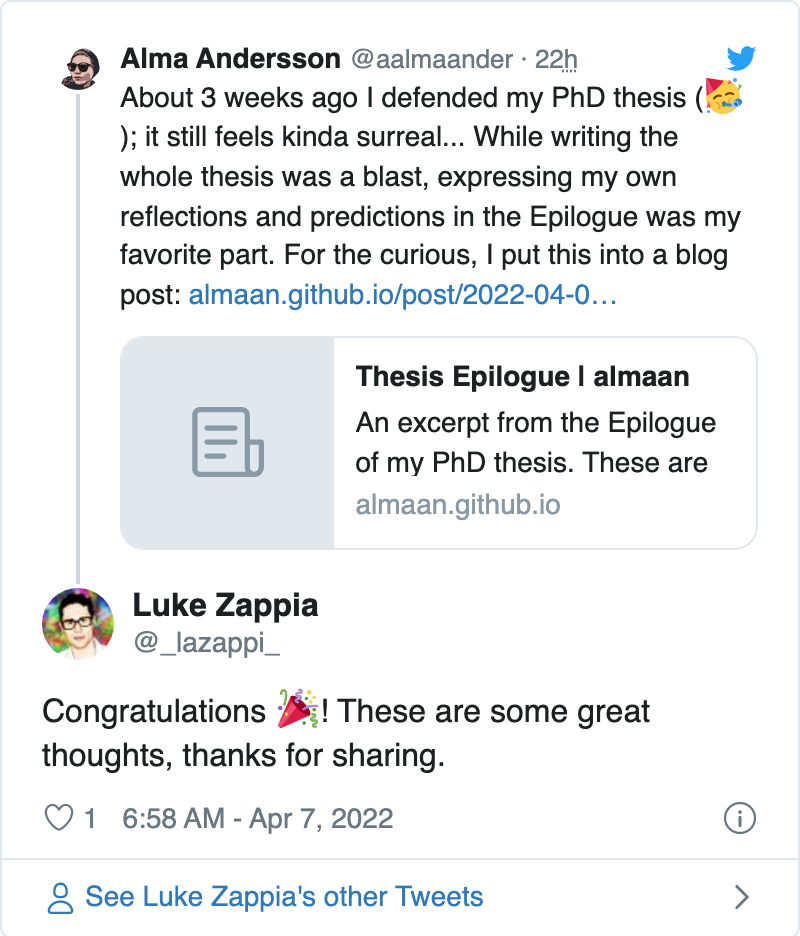 Alma Andersson @aalmaander · 22h
About 3 weeks ago I defended my PhD thesis (🥳
); it still feels kinda surreal... While writing the
whole thesis was a blast, expressing my own
reflections and predictions in the Epilogue was my
favorite part. For the curious, I put this into a blog
post: almaan.github.io/post/2022-04-0…
Thesis Epilogue | almaan
An excerpt from the Epilogue
of my PhD thesis. These are
almaan.github.io
Luke Zappia
@_lazappi_
Congratulations 🎉! These are some great
thoughts, thanks for sharing.
1 6:58 AM - Apr 7, 2022
See Luke Zappia's other Tweets